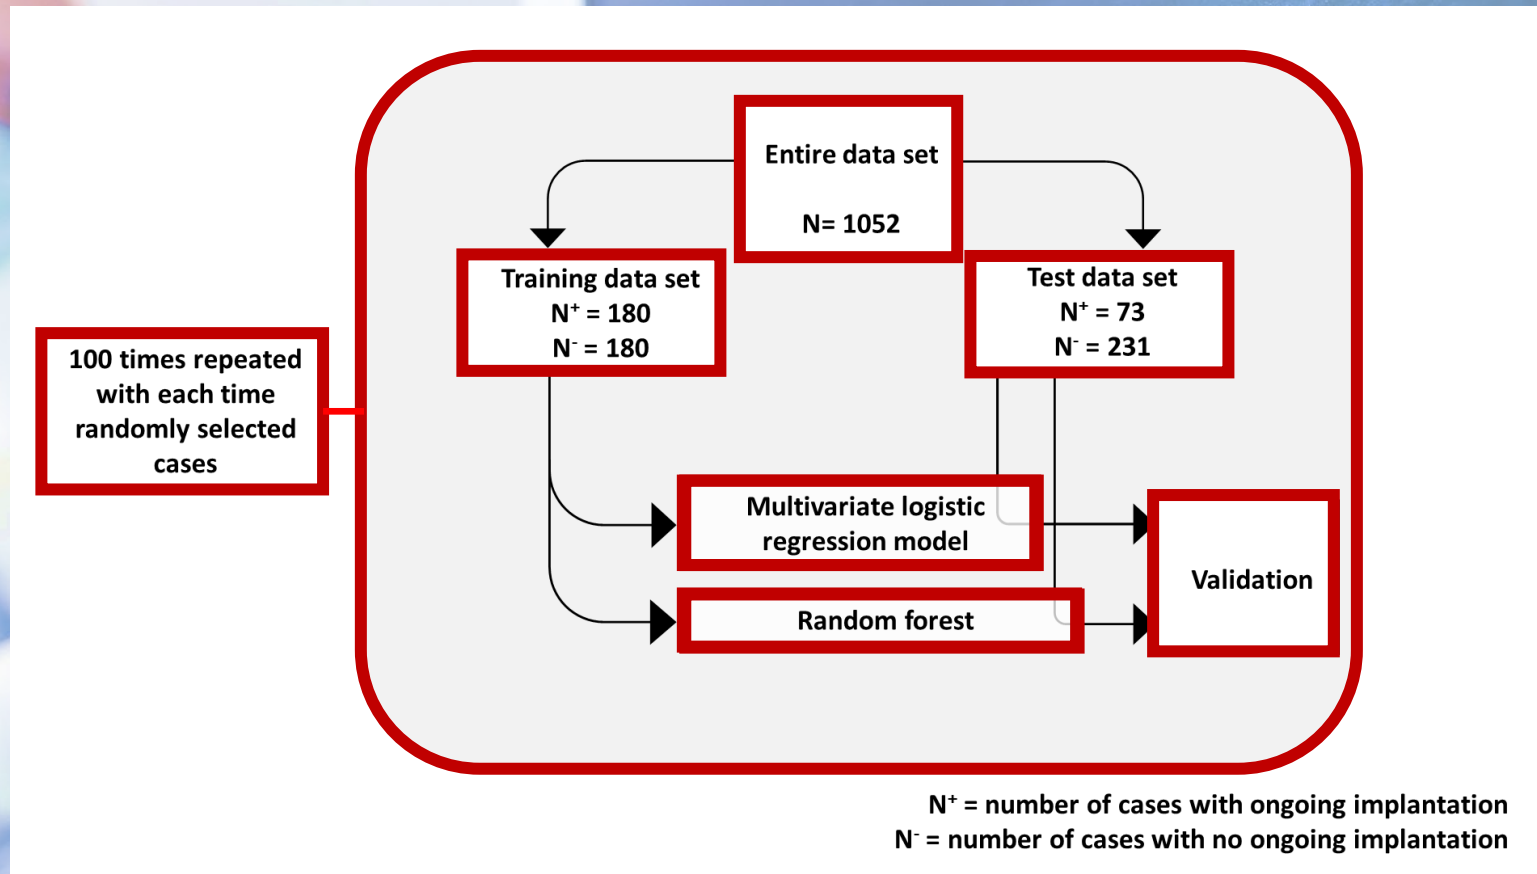 Entire data set
N= 1052
Training data set
N⁺ = 180
N⁻ = 180
Test data set
N⁺ = 73
N⁻ = 231
100 times repeated
with each time
randomly selected
cases
Multivariate logistic
regression model
Random forest
Validation
N⁺ = number of cases with ongoing implantation
N⁻ = number of cases with no ongoing implantation